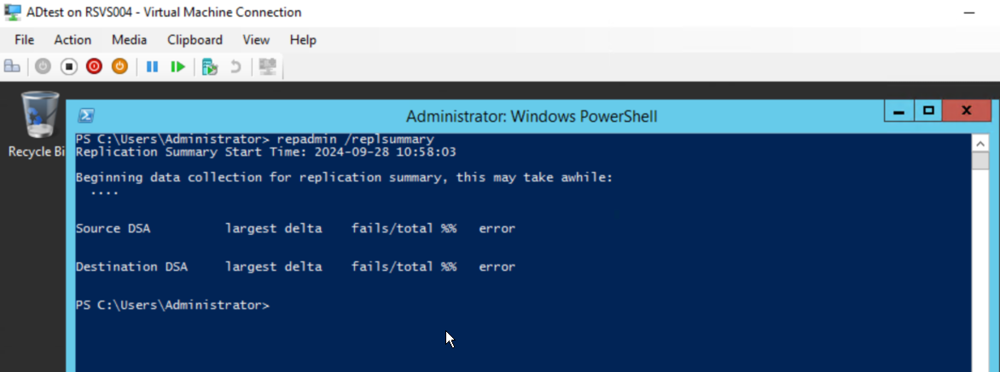 ADtest on RSVS004 - Virtual Machine Connection
File Action Media Clipboard View Help
Administrator: Windows PowerShell
Recycle Bi
PS C:\Users\Administrator> repadmin /replsummary
Replication Summary Start Time: 2024-09-28 10:58:03
Beginning data collection for replication summary, this may take awhile:
....
Source DSA largest delta fails/total %% error
Destination DSA largest delta fails/total %% error
PS C:\Users\Administrator>